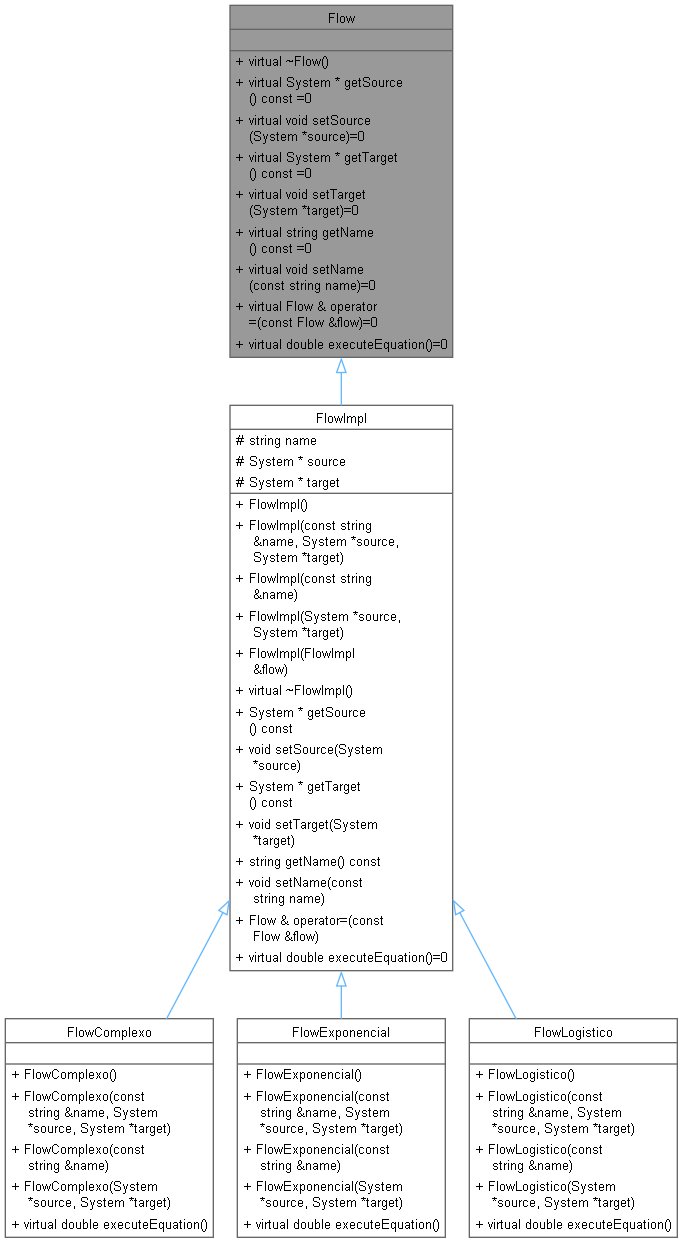 Flow
+ virtual ~Flow()
+ virtual System * getSource
() const =0
+ virtual void setSource
(System *source)=0
+ virtual System * getTarget
() const =0
+ virtual void setTarget
(System *target)=0
+ virtual string getName
() const =0
+ virtual void setName
(const string name)=0
+ virtual Flow & operator
=(const Flow &flow)=0
+ virtual double executeEquation()=0
FlowImpl
# string name
# System * source
# System * target
+ FlowImpl()
+ FlowImpl(const string
&name, System *source,
System *target)
+ FlowImpl(const string
&name)
+ FlowImpl(System *source,
System *target)
+ FlowImpl(FlowImpl
&flow)
+ virtual ~FlowImpl()
+ System * getSource
() const
+ void setSource(System
*source)
+ System * getTarget
() const
+ void setTarget(System
*target)
+ string getName() const
+ void setName(const
string name)
+ Flow & operator=(const
Flow &flow)
+ virtual double executeEquation()=0
FlowComplexo
+ FlowComplexo()
+ FlowComplexo(const
string &name, System
*source, System *target)
+ FlowComplexo(const
string &name)
+ FlowComplexo(System
*source, System *target)
+ virtual double executeEquation()
FlowExponencial
+ FlowExponencial()
+ FlowExponencial(const
string &name, System
*source, System *target)
+ FlowExponencial(const
string &name)
+ FlowExponencial(System
*source, System *target)
+ virtual double executeEquation()
FlowLogistico
+ FlowLogistico()
+ FlowLogistico(const
string &name, System
*source, System *target)
+ FlowLogistico(const
string &name)
+ FlowLogistico(System
*source, System *target)
+ virtual double executeEquation()